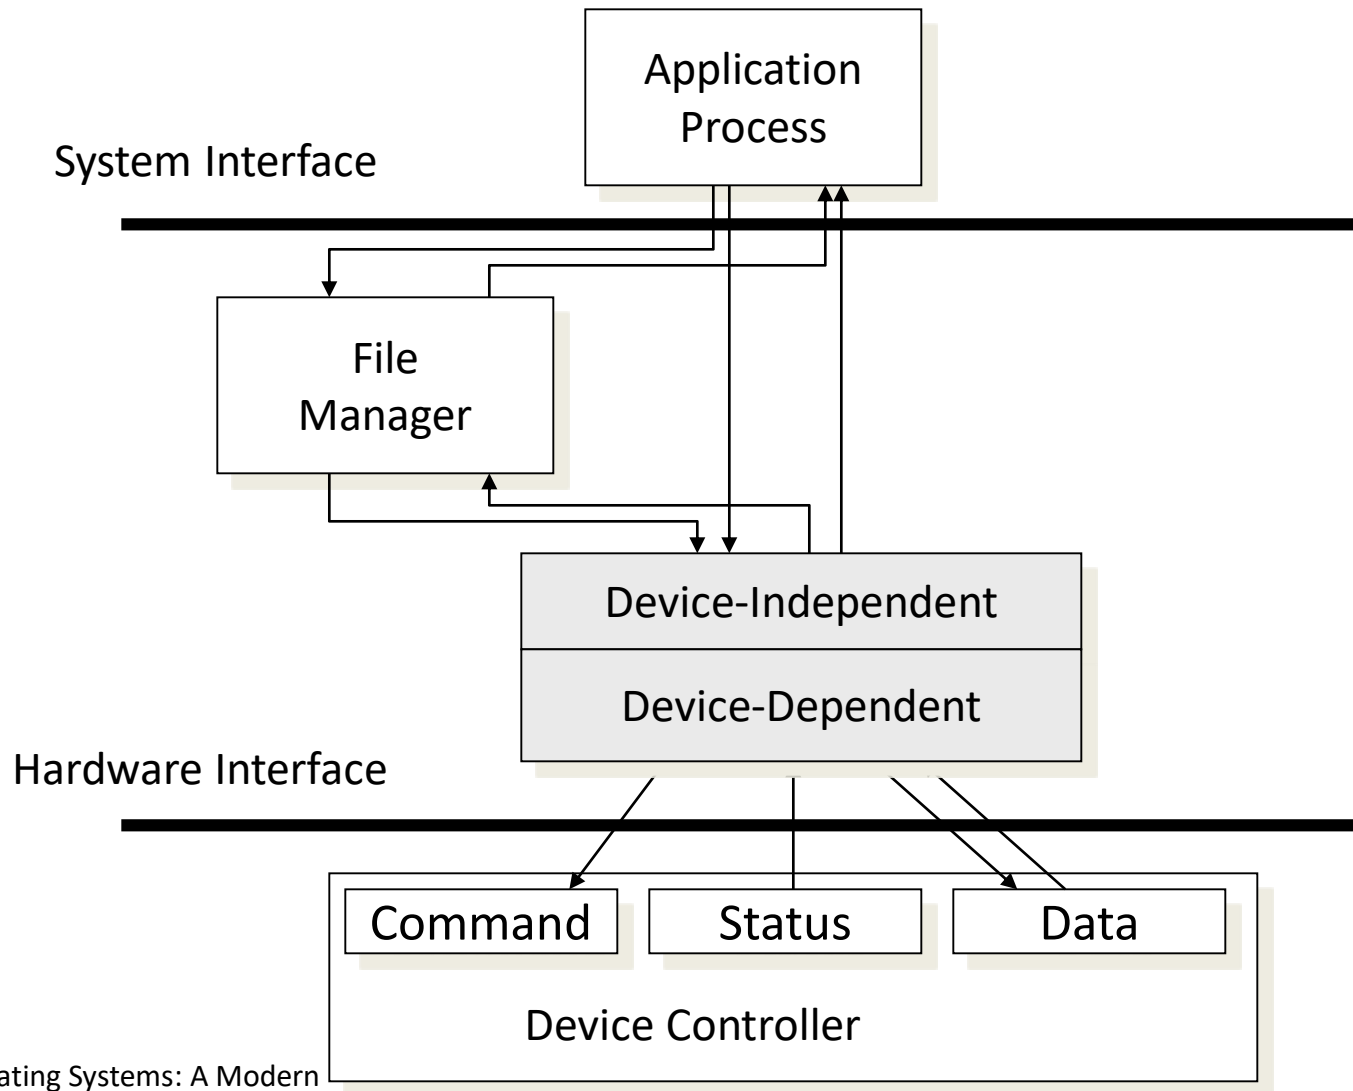 Application
Process
System Interface
File
Manager
Device-Independent
Device-Dependent
Hardware Interface
Command
Status
Data
Device Controller
ating Systems: A Modern